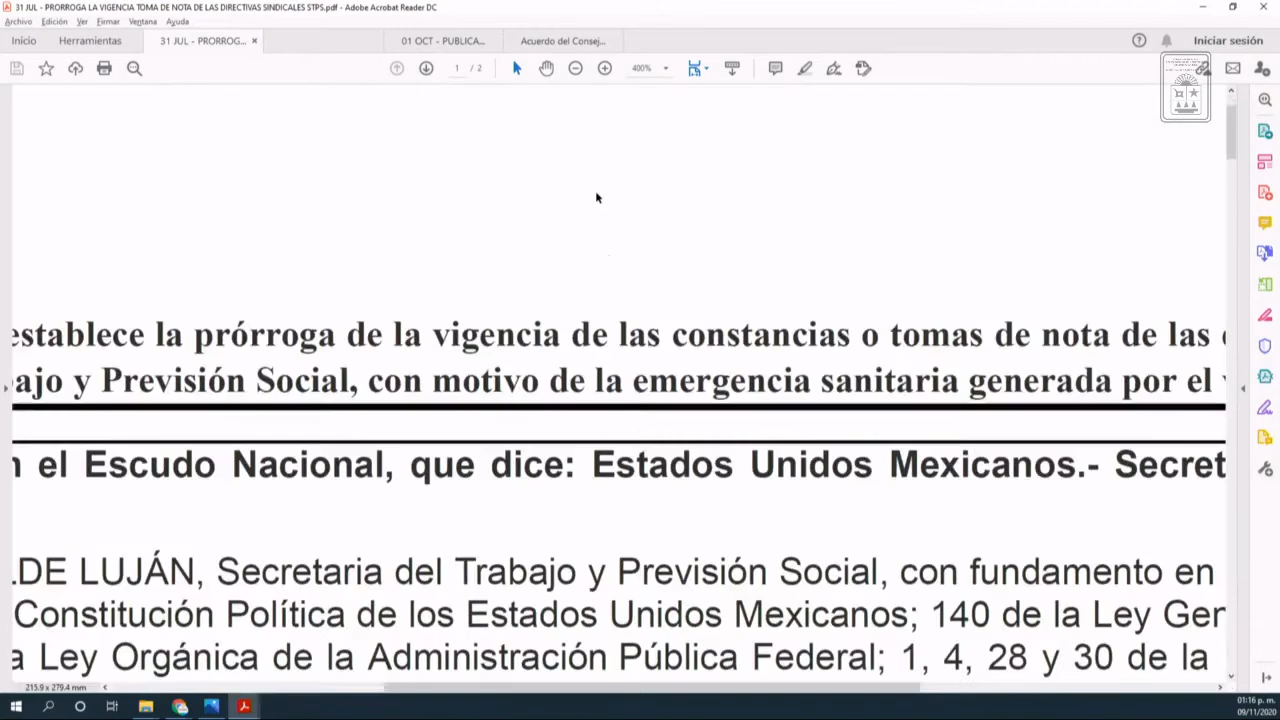 31 JUL - PRORROGA LA VIGENCIA TOMA DE NOTA DE LAS DIRECTIVAS SINDICALES STPS.pdf - Adobe Acrobat Reader DC
Archivo Edición Ver Firmar Ventana Ayuda
Inicio Herramientas 31 JUL - PRORROG... × 01 OCT - PUBLICA... Acuerdo del Consej... Iniciar sesión
1 / 2 400%
establece la prórroga de la vigencia de las constancias o tomas de nota de las
ajo y Previsión Social, con motivo de la emergencia sanitaria generada por el
n el Escudo Nacional, que dice: Estados Unidos Mexicanos.- Secret
LDE LUJÁN, Secretaria del Trabajo y Previsión Social, con fundamento en
Constitución Política de los Estados Unidos Mexicanos; 140 de la Ley Gen
a Ley Orgánica de la Administración Pública Federal; 1, 4, 28 y 30 de la
215.9 x 279.4 mm
01:16 p. m.
09/11/2020